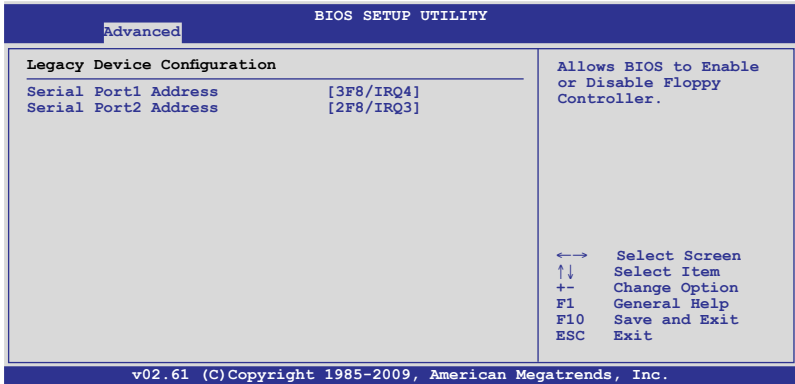 BIOS SETUP UTILITY
Advanced
Legacy Device Configuration
Serial Port1 Address [3F8/IRQ4]
Serial Port2 Address [2F8/IRQ3]
Allows BIOS to Enable
or Disable Floppy
Controller.
←→ Select Screen
↑↓ Select Item
+- Change Option
F1 General Help
F10 Save and Exit
ESC Exit
v02.61 (C)Copyright 1985-2009, American Megatrends, Inc.